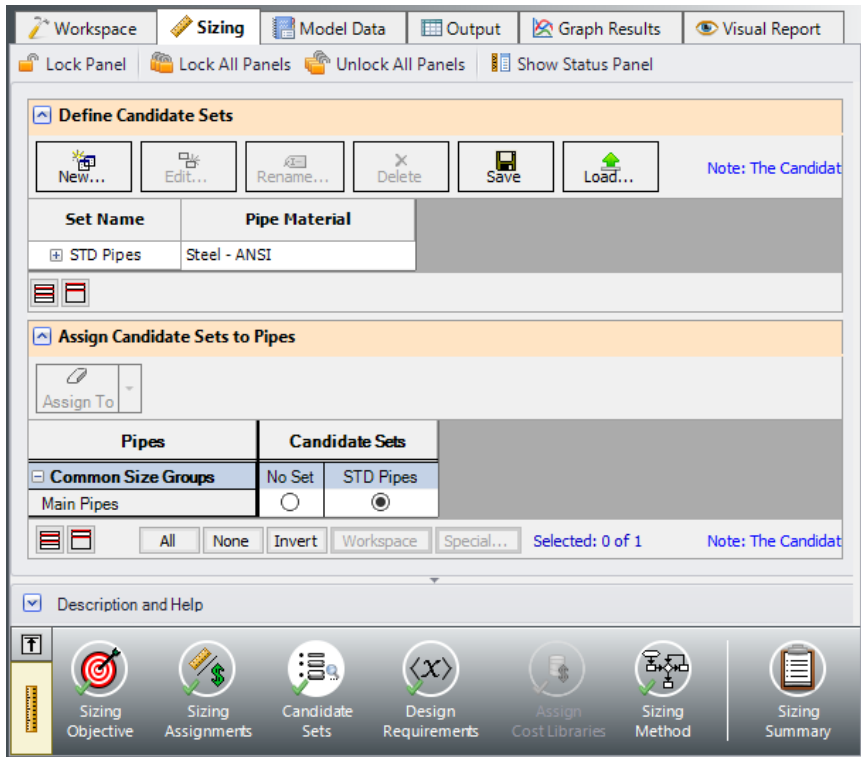 Workspace Sizing Model Data Output Graph Results Visual Report
Lock Panel Lock All Panels Unlock All Panels Show Status Panel
Define Candidate Sets
New... Edit... Rename... Delete Save Load... Note: The Candidat
Set Name Pipe Material
STD Pipes Steel - ANSI
Assign Candidate Sets to Pipes
Assign To
Pipes Candidate Sets
Common Size Groups No Set STD Pipes
Main Pipes
All None Invert Workspace Special... Selected: 0 of 1 Note: The Candidat
Description and Help
Sizing Sizing Candidate Design Assign Sizing Sizing
Objective Assignments Sets Requirements Cost Libraries Method Summary